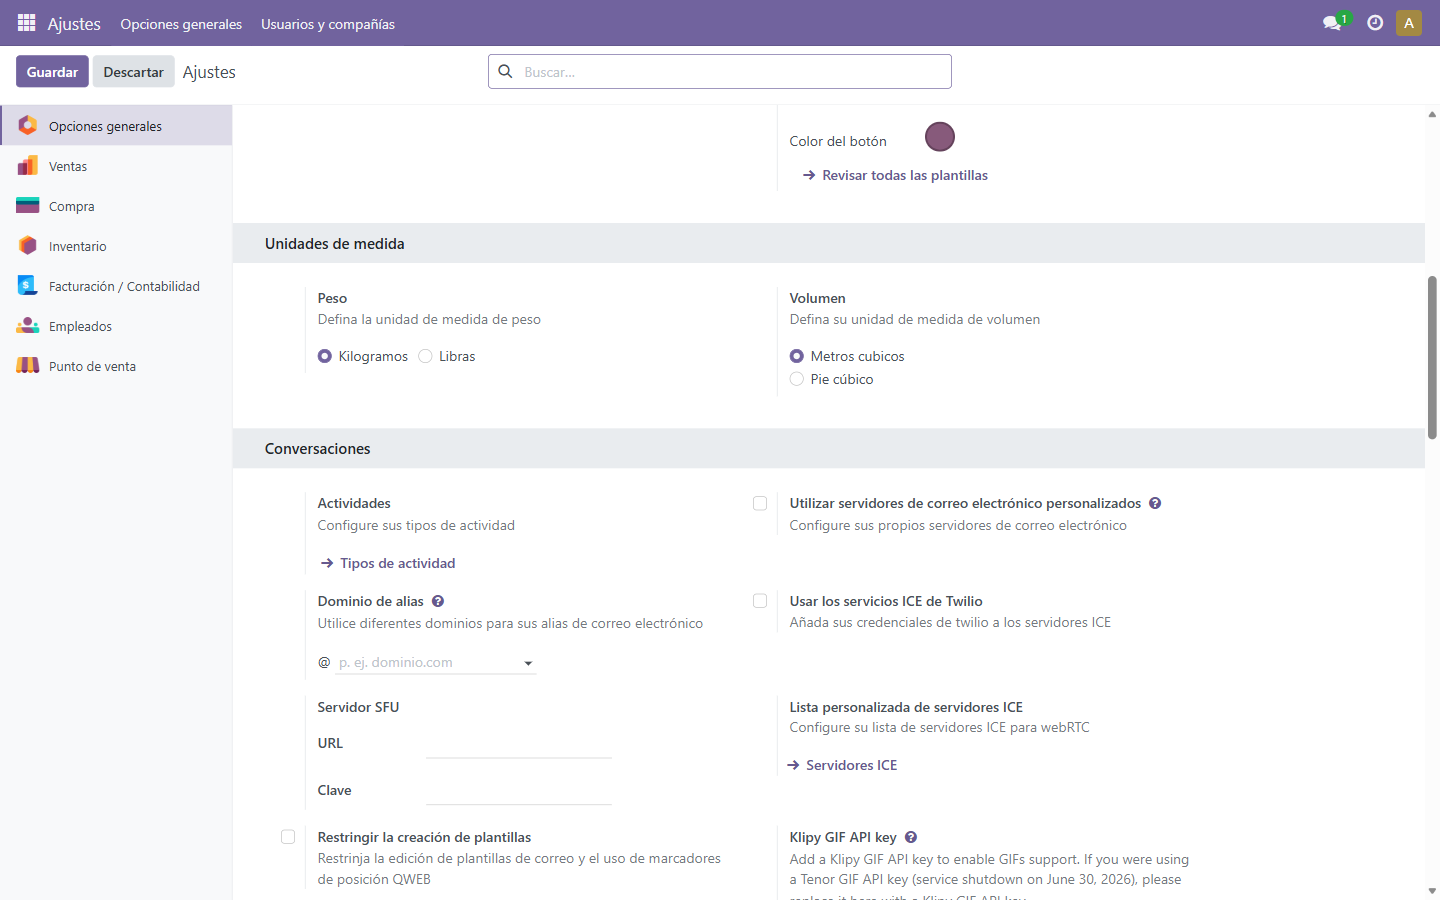 Ajustes
Opciones generales
Usuarios y compañías
1
A
Guardar
Descartar
Ajustes
Buscar...
Opciones generales
Ventas
Compra
Inventario
Facturación / Contabilidad
Empleados
Punto de venta
Color del botón
Revisar todas las plantillas
Unidades de medida
Peso
Defina la unidad de medida de peso
Kilogramos
Libras
Volumen
Defina su unidad de medida de volumen
Metros cubicos
Pie cúbico
Conversaciones
Actividades
Configure sus tipos de actividad
Tipos de actividad
Utilizar servidores de correo electrónico personalizados
Configure sus propios servidores de correo electrónico
Dominio de alias
Utilice diferentes dominios para sus alias de correo electrónico
@ p. ej. dominio.com
Usar los servicios ICE de Twilio
Añada sus credenciales de twilio a los servidores ICE
Servidor SFU
URL
Clave
Lista personalizada de servidores ICE
Configure su lista de servidores ICE para webRTC
Servidores ICE
Restringir la creación de plantillas
Restrinja la edición de plantillas de correo y el uso de marcadores
de posición QWEB
Klipy GIF API key
Add a Klipy GIF API key to enable GIFs support. If you were using
a Tenor GIF API key (service shutdown on June 30, 2026), please
replace it here with a Klipy GIF API key